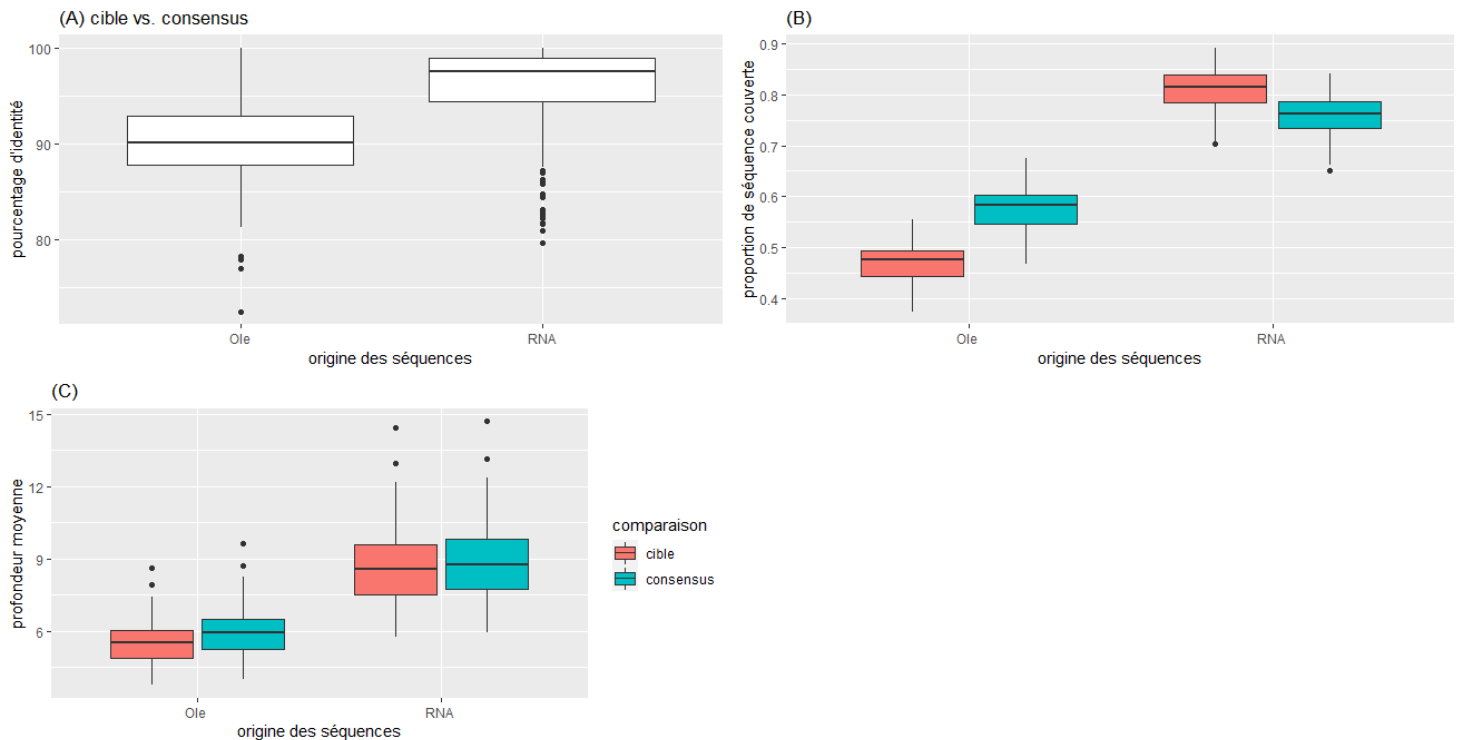 (A) cible vs. consensus
100
90
80
pourcentage d'identité
Ole
RNA
origine des séquences
(B)
0.9
0.8
0.7
0.6
0.5
0.4
proportion de séquence couverte
Ole
RNA
origine des séquences
(C)
15
12
9
6
profondeur moyenne
Ole
RNA
origine des séquences
comparaison
cible
consensus